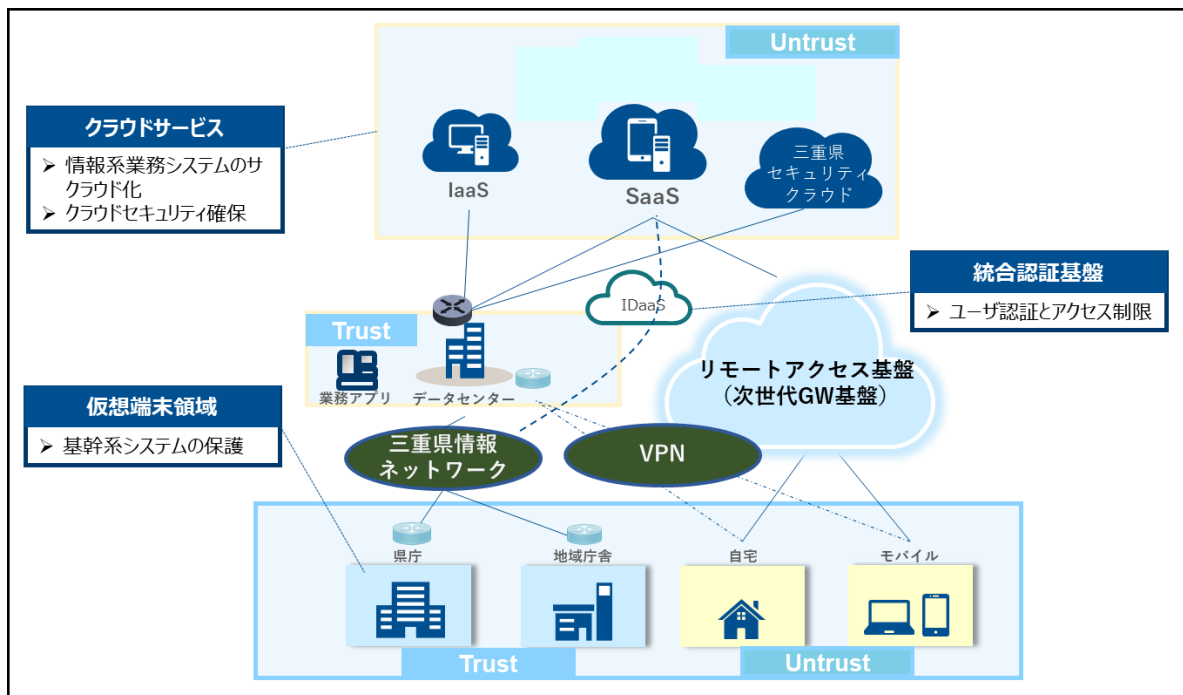 Untrust
クラウドサービス
➢ 情報系業務システムのサ
クラウド化
➢ クラウドセキュリティ確保
IaaS
SaaS
三重県
セキュリティ
クラウド
統合認証基盤
➢ ユーザ認証とアクセス制限
IDaaS
Trust
業務アプリ
データセンター
リモートアクセス基盤
（次世代GW基盤）
仮想端末領域
➢ 基幹系システムの保護
三重県情報
ネットワーク
VPN
県庁
地域庁舎
自宅
モバイル
Trust
Untrust